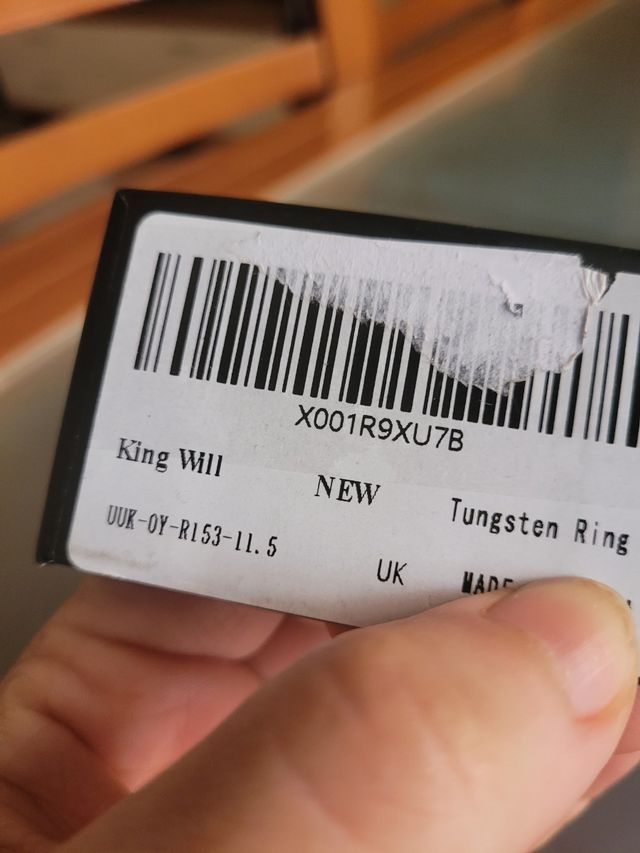 X001R9XU7B
King Will NEW Tungsten Ring
UUK-OY-R153-11.5 UK